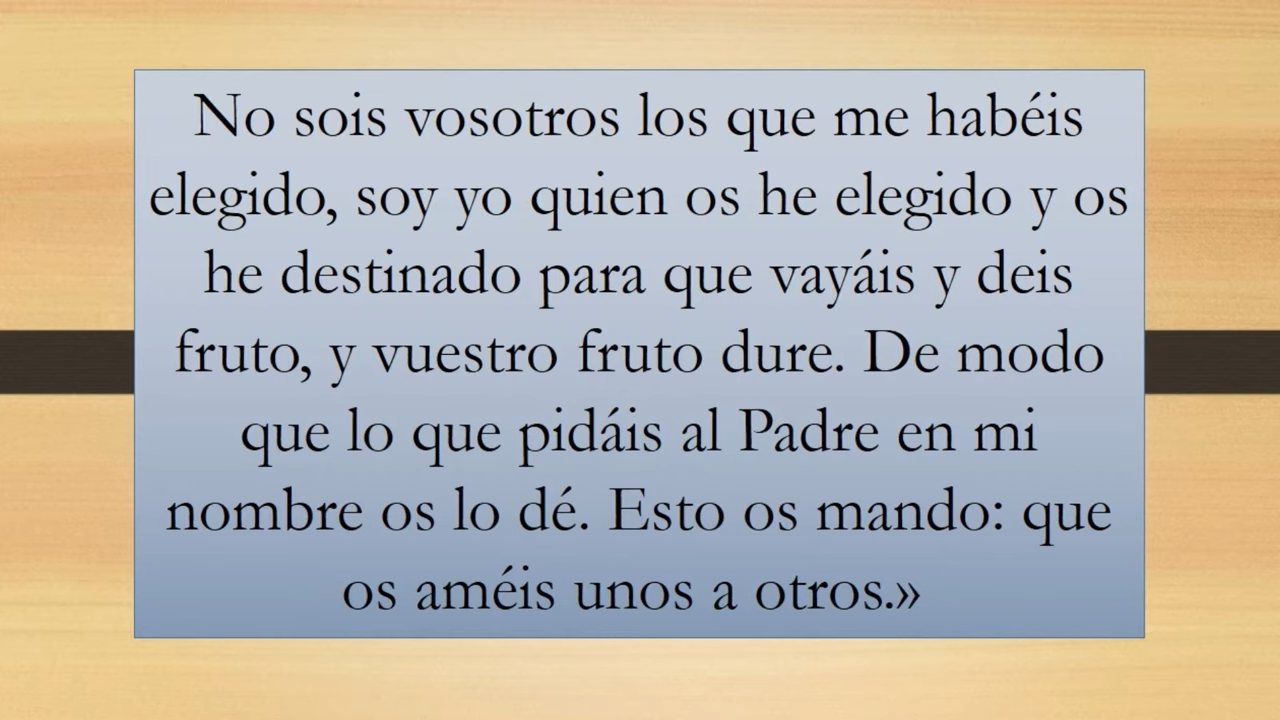 No sois vosotros los que me habéis
elegido, soy yo quien os he elegido y os
he destinado para que vayáis y deis
fruto, y vuestro fruto dure. De modo
que lo que pidáis al Padre en mi
nombre os lo dé. Esto os mando: que
os améis unos a otros.»